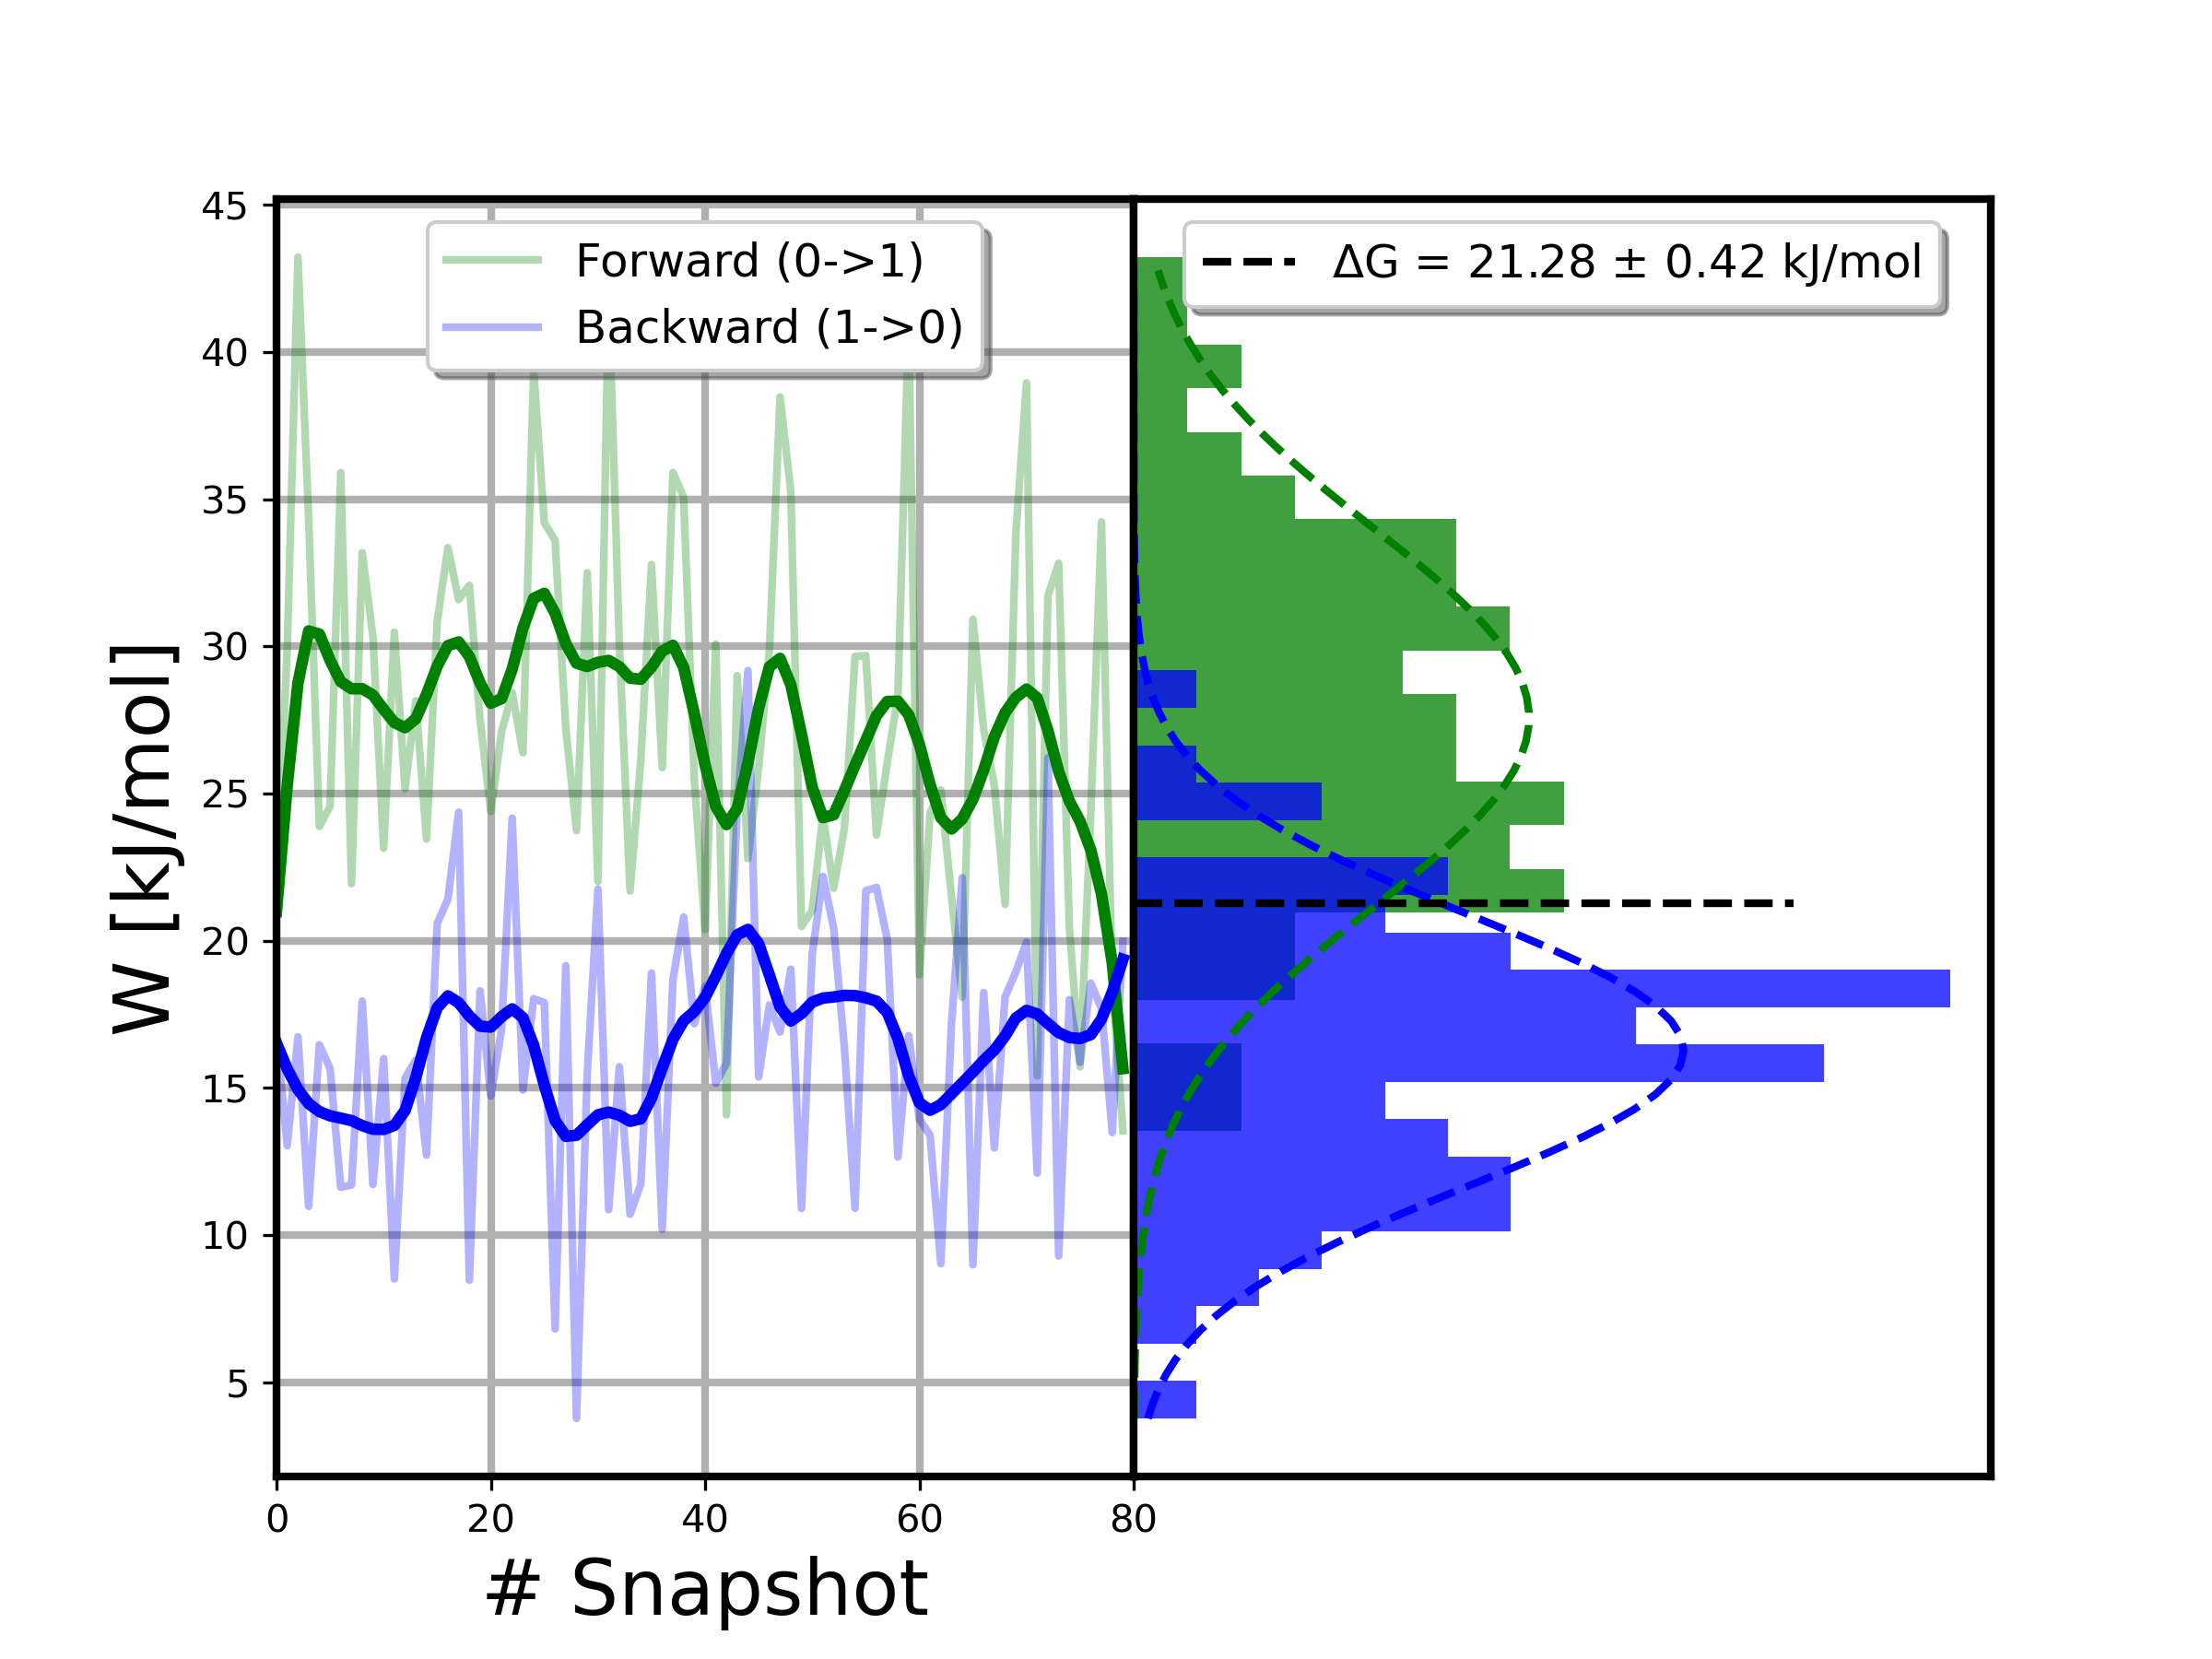 45
40
35
30
25
20
15
10
5
W [kJ/mol]
Forward (0->1)
Backward (1->0)
ΔG = 21.28 ± 0.42 kJ/mol
0 20 40 60 80
# Snapshot